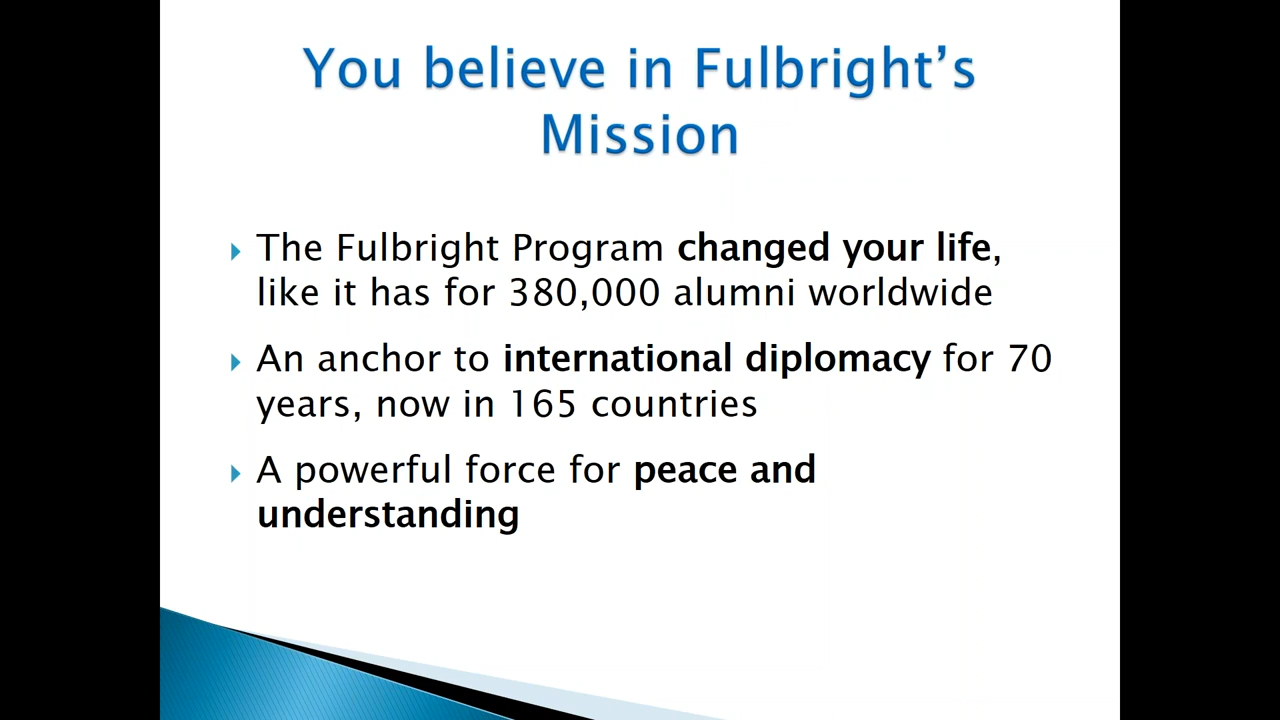 You believe in Fulbright’s
Mission
The Fulbright Program changed your life,
like it has for 380,000 alumni worldwide
An anchor to international diplomacy for 70
years, now in 165 countries
A powerful force for peace and
understanding